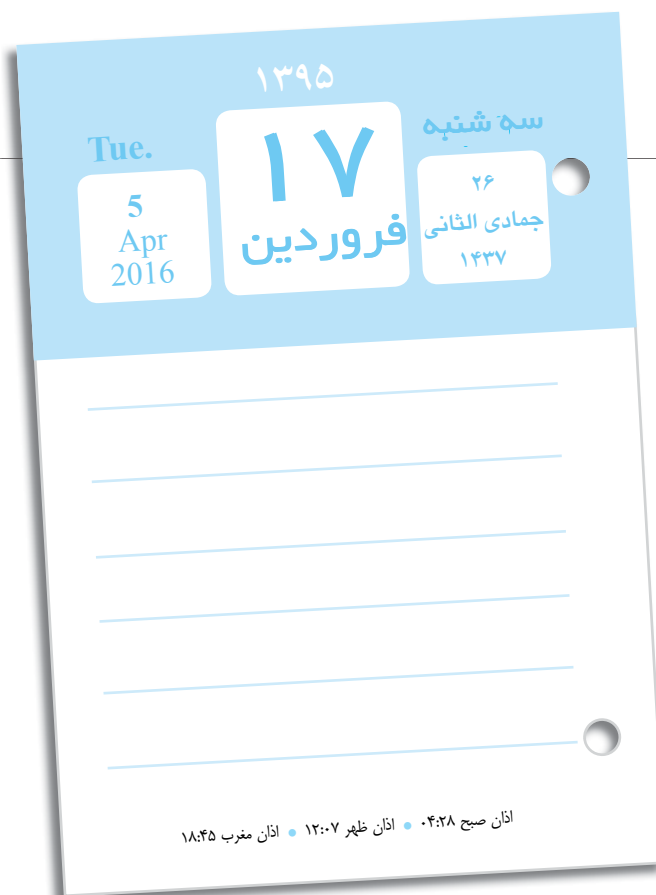 ۱۳۹۵
سه شنبه
۲۶
جمادی الثانی
۱۴۳۷
۱۷
فروردین
Tue.
5
Apr
2016
اذان صبح ۰۴:۲۸ • اذان ظهر ۱۲:۰۷ • اذان مغرب ۱۸:۴۵